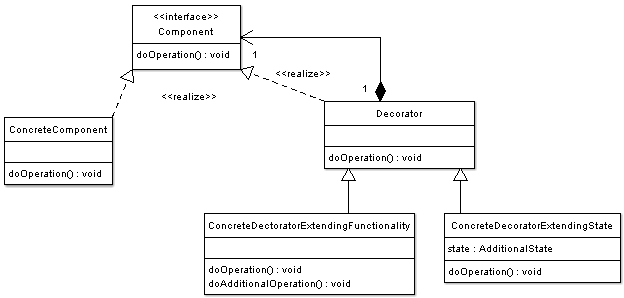 <<interface>>
Component
doOperation() : void
1
<<realize>>
<<realize>>
1
Decorator
doOperation() : void
ConcreteComponent
doOperation() : void
ConcreteDectoratorExtendingFunctionality
doOperation() : void
doAdditionalOperation() : void
ConcreteDecoratorExtendingState
state : AdditionalState
doOperation() : void